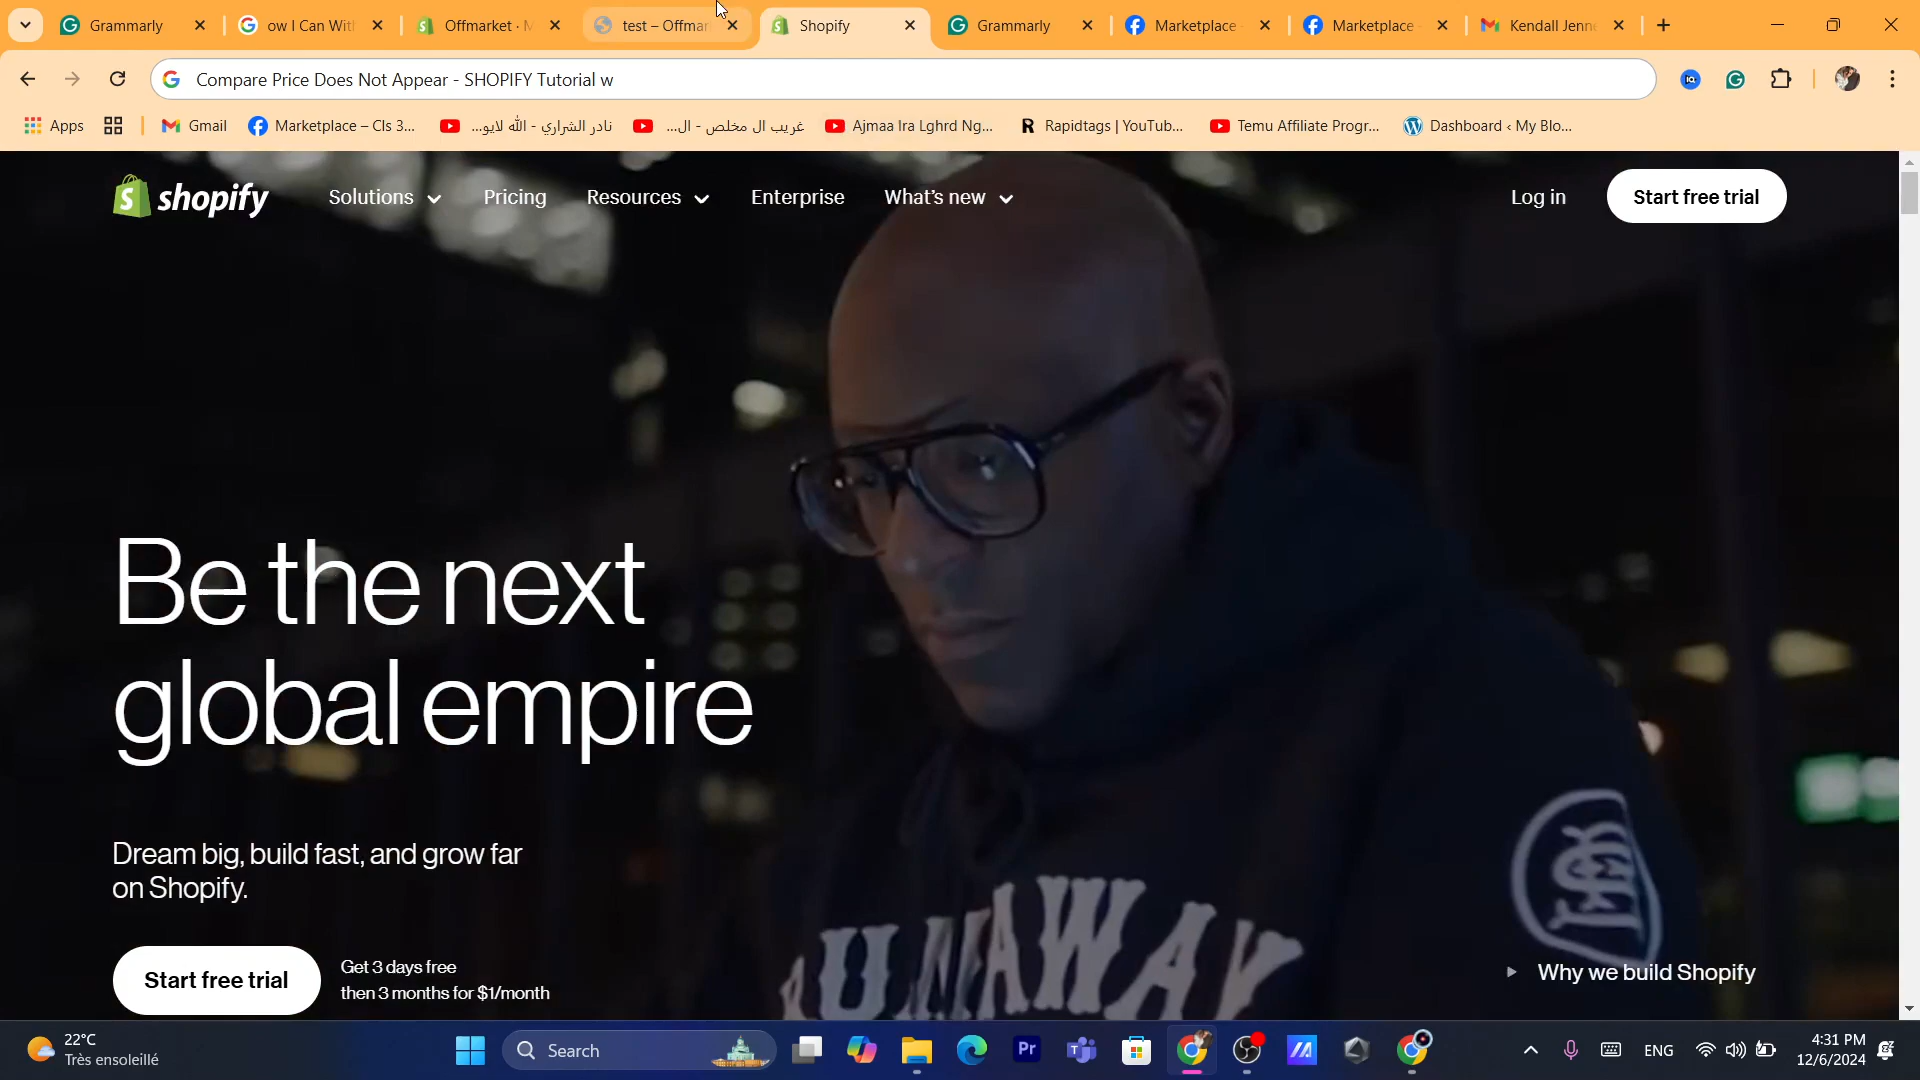 Grammarly
ow I Can Wit
Offmarket · M
test – Offmar
Shopify
Grammarly
Marketplace
Marketplace
Kendall Jenne
Compare Price Does Not Appear - SHOPIFY Tutorial w
Apps
Gmail
Marketplace – Cls 3...
نادر الشراري - الله لايو...
غريب ال مخلص - ال...
Ajmaa Ira Lghrd Ng...
Rapidtags | YouTub...
Temu Affiliate Progr...
Dashboard ‹ My Blo...
shopify
Solutions
Pricing
Resources
Enterprise
What's new
Log in
Start free trial
Be the next
global empire
Dream big, build fast, and grow far
on Shopify.
Start free trial
Get 3 days free
then 3 months for $1/month
Why we build Shopify
22°C
Très ensoleillé
Search
Pr
ENG
4:31 PM
12/6/2024